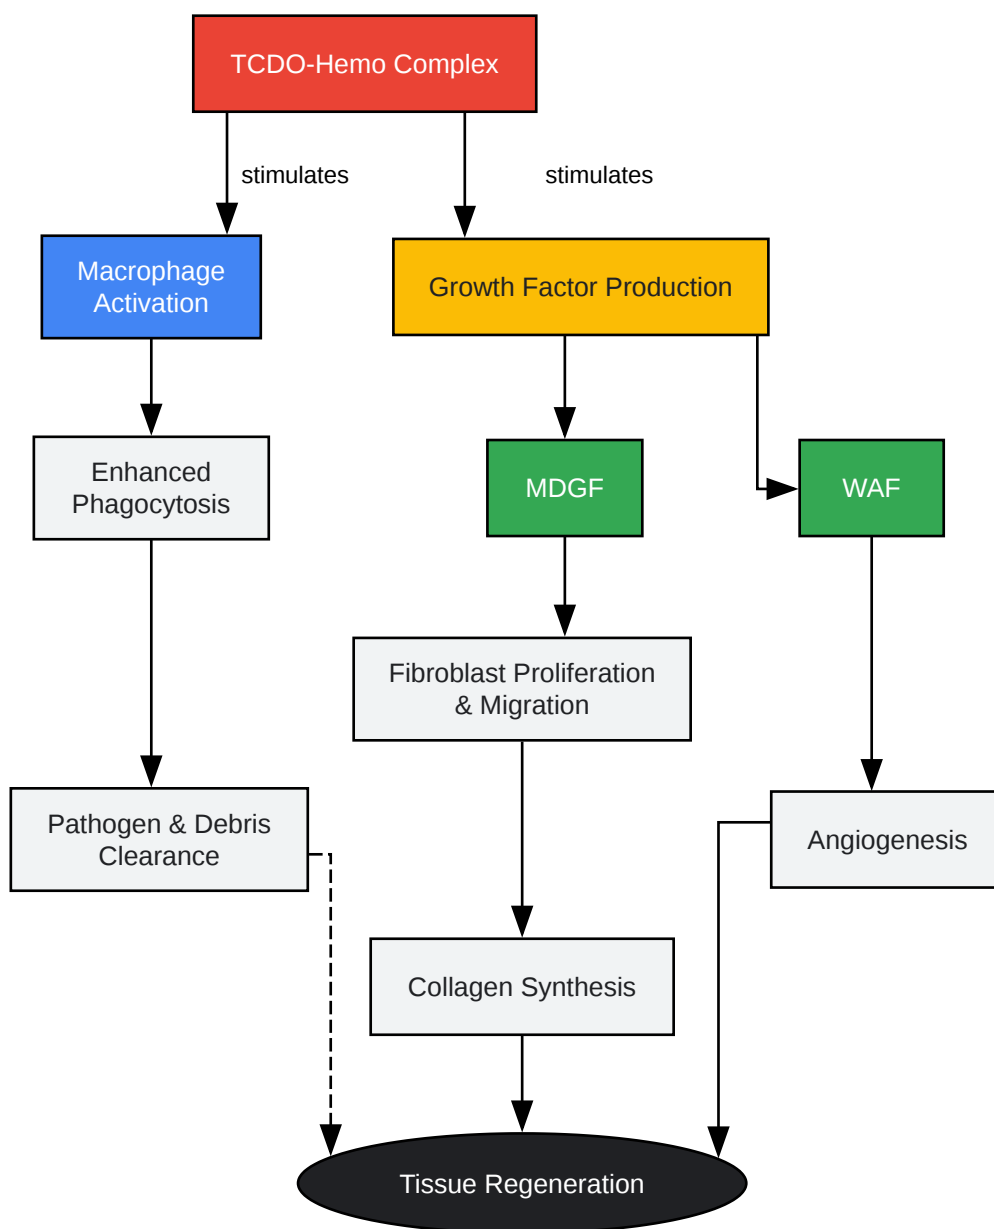 TCDO-Hemo Complex
stimulates
stimulates
Macrophage
Activation
Growth Factor Production
Enhanced
Phagocytosis
MDGF
WAF
Fibroblast Proliferation
& Migration
Pathogen & Debris
Clearance
Angiogenesis
Collagen Synthesis
Tissue Regeneration